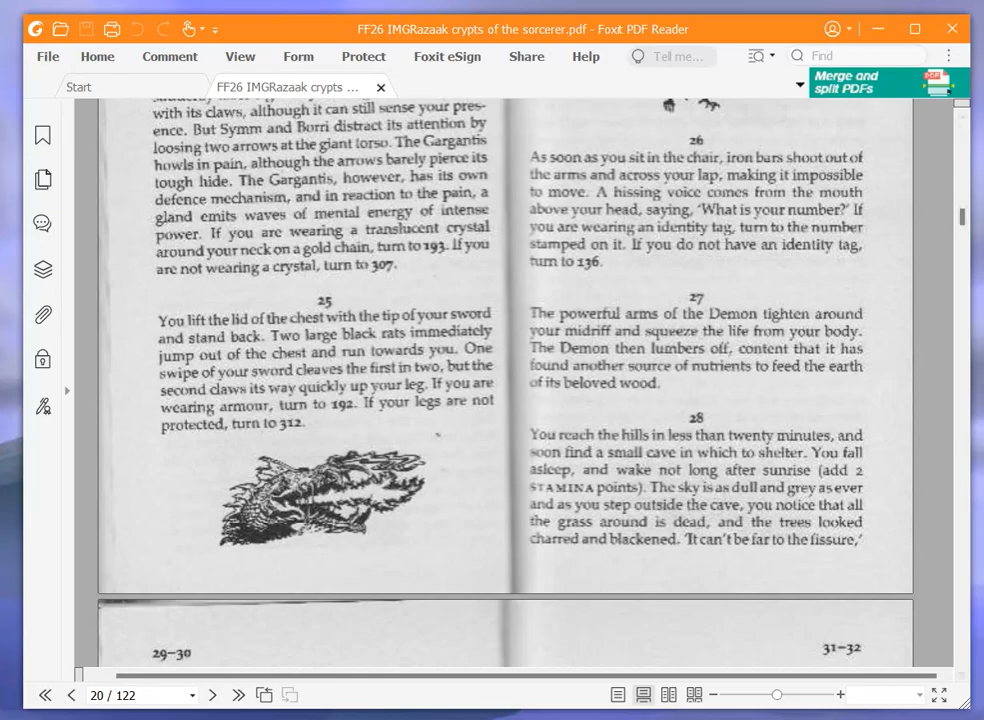 FF26 IMGRazaak crypts of the sorcerer.pdf - Foxit PDF Reader
File Home Comment View Form Protect Foxit eSign Share Help Tell me... Find
Start FF26 IMGRazaak crypts ... Merge and
split PDFs
with its claws, although it can still sense your pres-
ence. But Symm and Borri distract its attention by
loosing two arrows at the giant torso. The Gargantis
howls in pain, although the arrows barely pierce its
tough hide. The Gargantis, however, has its own
defence mechanism, and in reaction to the pain, a
gland emits waves of mental energy of intense
power. If you are wearing a translucent crystal
around your neck on a gold chain, turn to 193. If you
are not wearing a crystal, turn to 307.
25
You lift the lid of the chest with the tip of your sword
and stand back. Two large black rats immediately
jump out of the chest and run towards you. One
swipe of your sword cleaves the first in two, but the
second claws its way quickly up your leg. If you are
wearing armour, turn to 192. If your legs are not
protected, turn to 312.
26
As soon as you sit in the chair, iron bars shoot out of
the arms and across your lap, making it impossible
to move. A hissing voice comes from the mouth
above your head, saying, 'What is your number?' If
you are wearing an identity tag, turn to the number
stamped on it. If you do not have an identity tag,
turn to 136.
27
The powerful arms of the Demon tighten around
your midriff and squeeze the life from your body.
The Demon then lumbers off, content that it has
found another source of nutrients to feed the earth
of its beloved wood.
28
You reach the hills in less than twenty minutes, and
soon find a small cave in which to shelter. You fall
asleep, and wake not long after sunrise (add 2
STAMINA points). The sky is as dull and grey as ever
and as you step outside the cave, you notice that all
the grass around is dead, and the trees looked
charred and blackened. 'It can't be far to the fissure,'
29-30
31-32
20 / 122